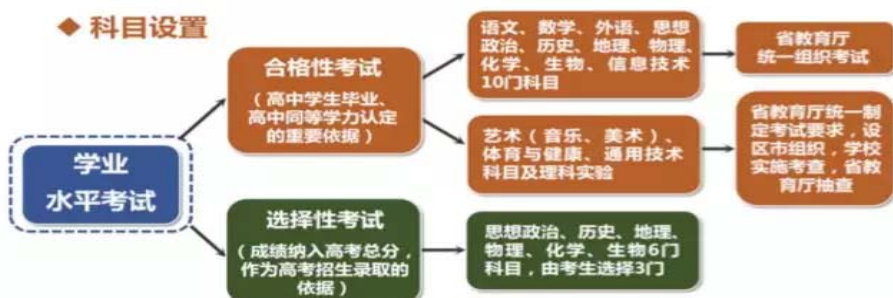 ◆ 科目设置
学业
水平考试
合格性考试
（高中学生毕业、
高中同等学力认定
的重要依据）
语文、数学、外语、思想
政治、历史、地理、物理、
化学、生物、信息技术
10门科目
省教育厅
统一组织考试
艺术（音乐、美术）、
体育与健康、通用技术
科目及理科实验
省教育厅统一制
定考试要求，设
区市组织，学校
实施考查，省教
育厅抽查
选择性考试
（成绩纳入高考总分，
作为高考招生录取的
依据）
思想政治、历史、地理、
物理、化学、生物6门
科目，由考生选择3门